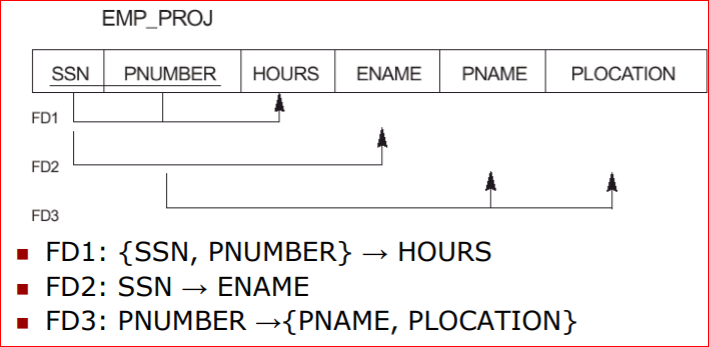 EMP_PROJ
SSN PNUMBER HOURS ENAME PNAME PLOCATION
FD1
FD2
FD3
FD1: {SSN, PNUMBER} → HOURS
FD2: SSN → ENAME
FD3: PNUMBER →{PNAME, PLOCATION}